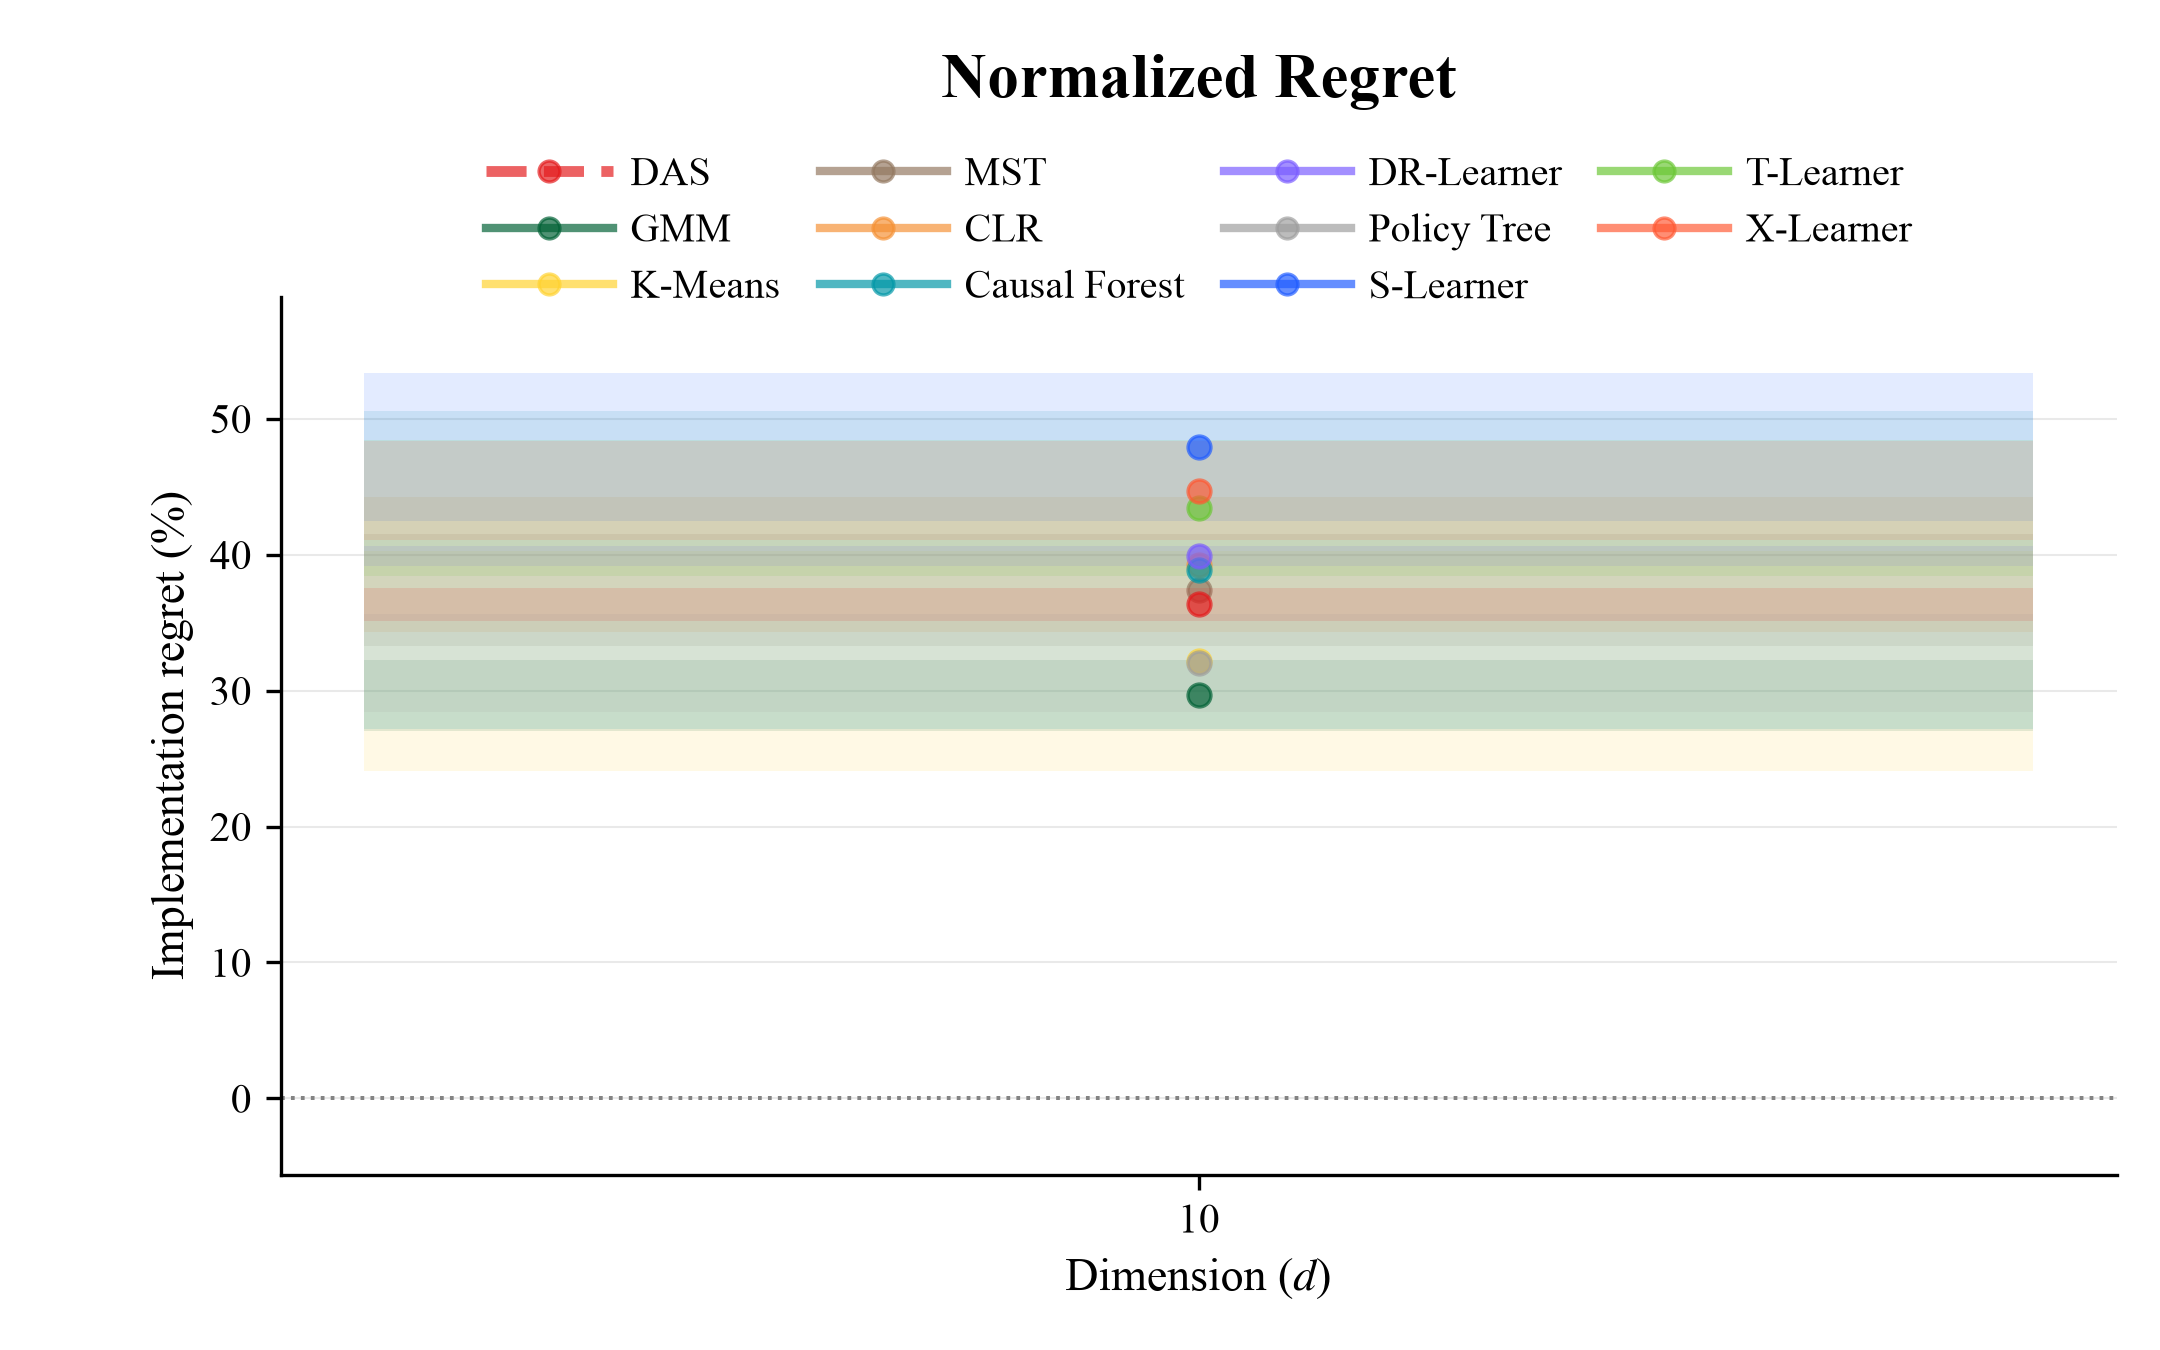 Normalized Regret
DAS
MST
DR-Learner
T-Learner
GMM
CLR
Policy Tree
X-Learner
K-Means
Causal Forest
S-Learner
Implementation regret (%)
50
40
30
20
10
0
10
Dimension (d)